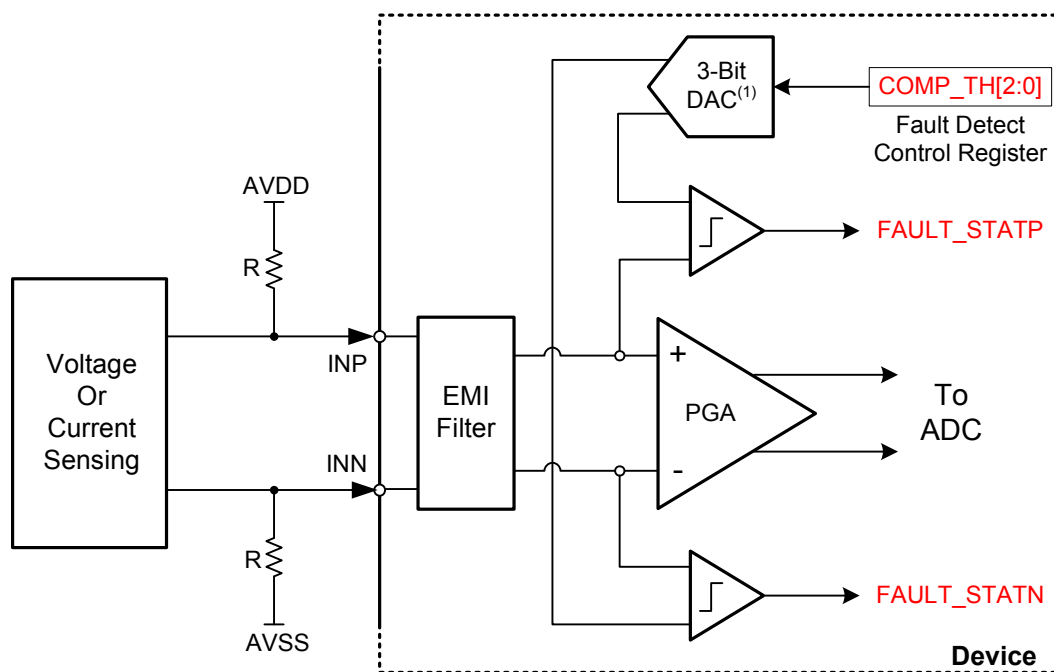 3-Bit
DAC(1)
COMP_TH[2:0]
Fault Detect
Control Register
AVDD
FAULT_STATP
R
Voltage
Or
Current
Sensing
INP
EMI
Filter
+
PGA
-
To
ADC
INN
R
FAULT_STATN
AVSS
Device